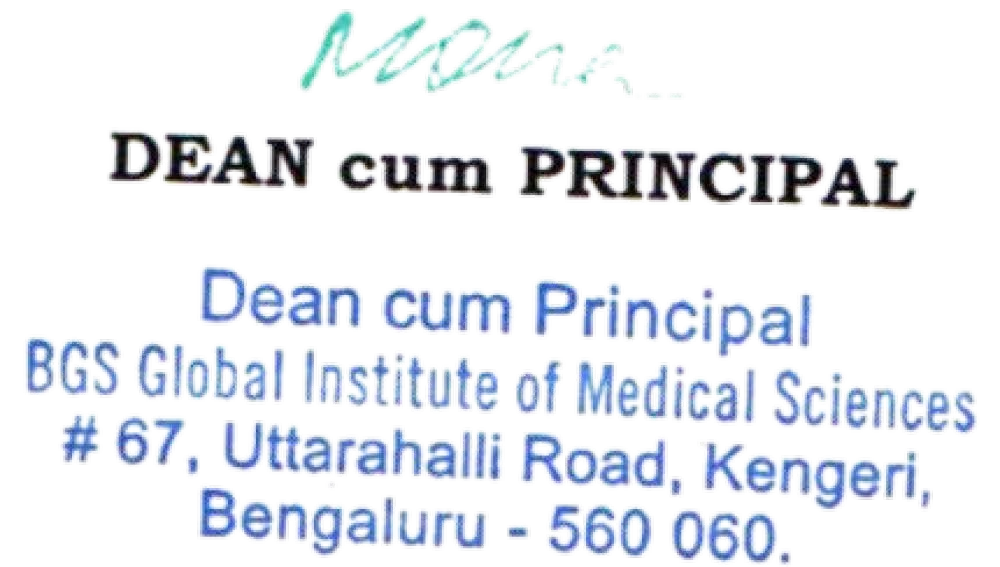 DEAN cum PRINCIPAL
Dean cum Principal
BGS Global Institute of Medical Sciences
# 67, Uttarahalli Road, Kengeri,
Bengaluru - 560 060.